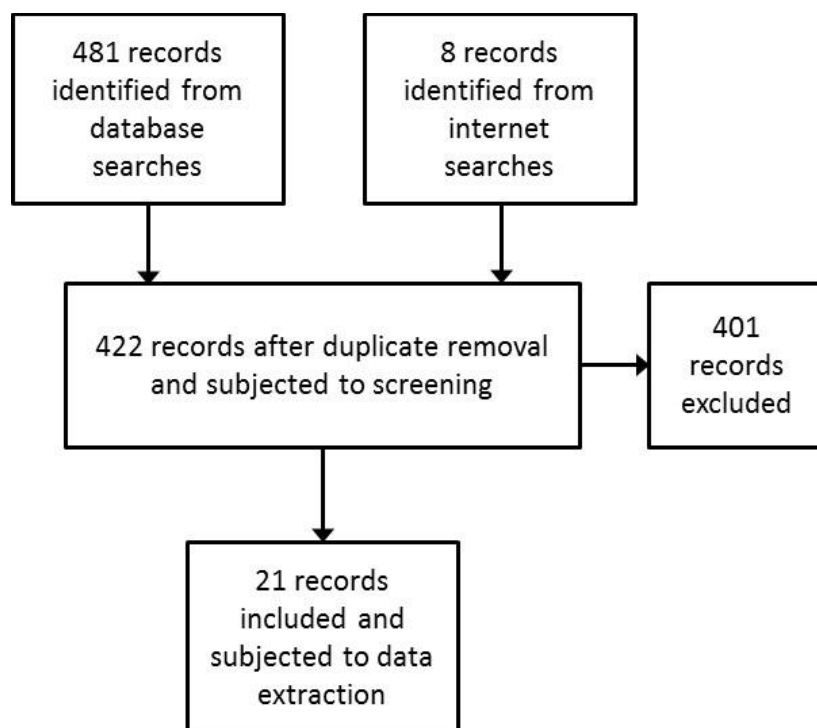 481 records
identified from
database
searches
8 records
identified from
internet
searches
422 records after duplicate removal
and subjected to screening
401
records
excluded
21 records
included and
subjected to data
extraction